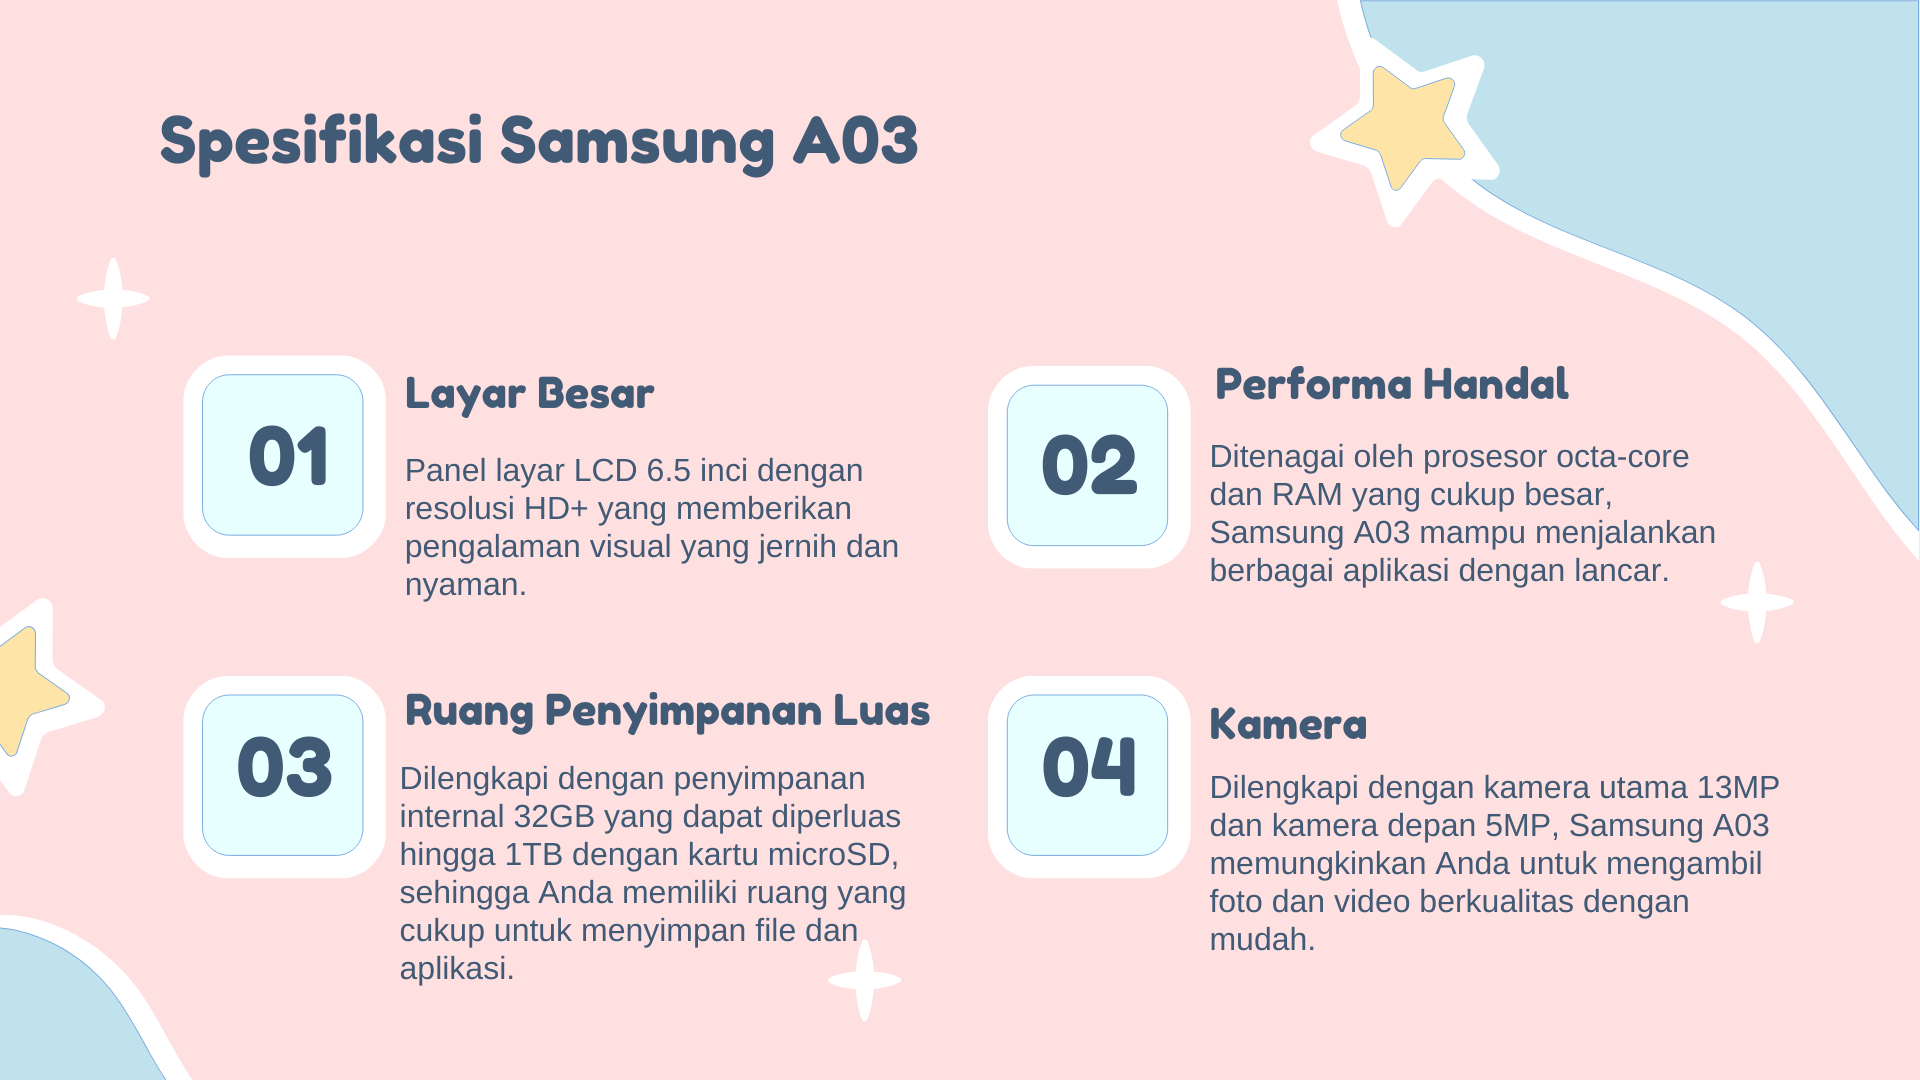 Spesifikasi Samsung A03
01
Layar Besar
Panel layar LCD 6.5 inci dengan
resolusi HD+ yang memberikan
pengalaman visual yang jernih dan
nyaman.
02
Performa Handal
Ditenagai oleh prosesor octa-core
dan RAM yang cukup besar,
Samsung A03 mampu menjalankan
berbagai aplikasi dengan lancar.
03
Ruang Penyimpanan Luas
Dilengkapi dengan penyimpanan
internal 32GB yang dapat diperluas
hingga 1TB dengan kartu microSD,
sehingga Anda memiliki ruang yang
cukup untuk menyimpan file dan
aplikasi.
04
Kamera
Dilengkapi dengan kamera utama 13MP
dan kamera depan 5MP, Samsung A03
memungkinkan Anda untuk mengambil
foto dan video berkualitas dengan
mudah.